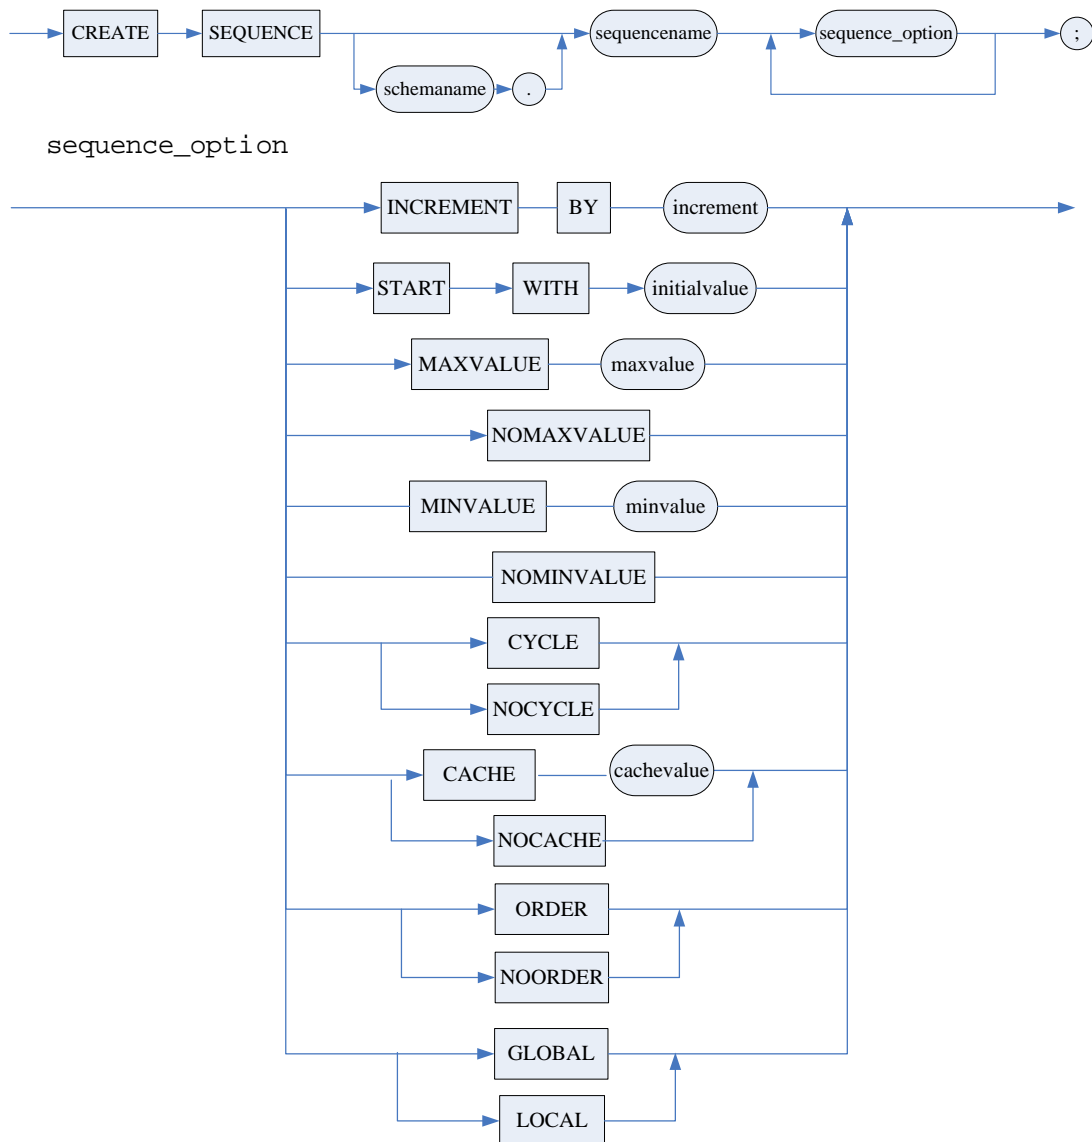 CREATE SEQUENCE sequencename sequence_option ;
schemaname .
sequence_option
INCREMENT BY increment
START WITH initialvalue
MAXVALUE maxvalue
NOMAXVALUE
MINVALUE minvalue
NOMINVALUE
CYCLE
NOCYCLE
CACHE cachevalue
NOCACHE
ORDER
NOORDER
GLOBAL
LOCAL